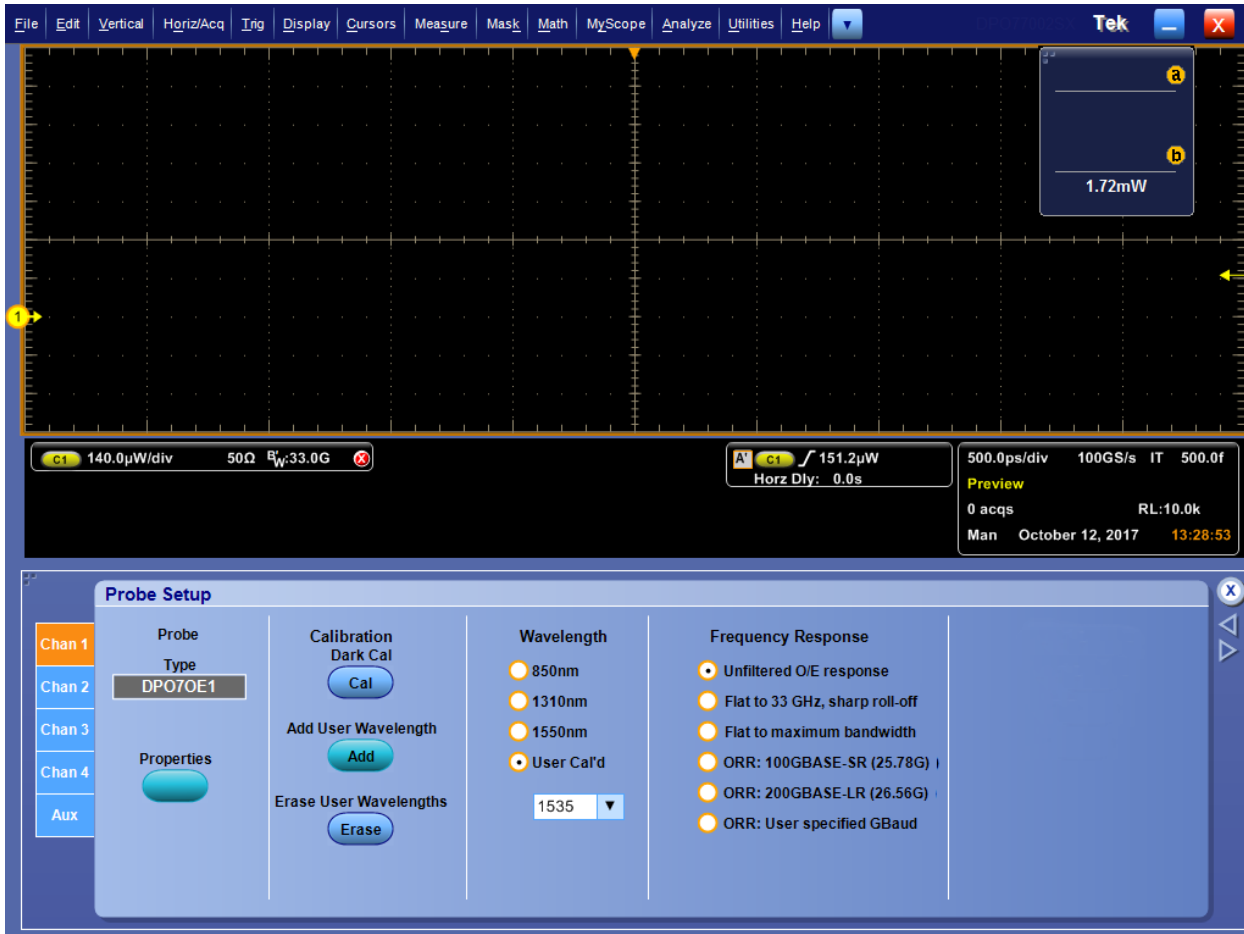 File Edit Vertical Horiz/Acq Trig Display Cursors Measure Mask Math MyScope Analyze Utilities Help Tek X
a
b
1.72mW
1
C1 140.0µW/div 50Ω BW:33.0G
A' C1 151.2µW
Horz Dly: 0.0s
500.0ps/div 100GS/s IT 500.0f
Preview
0 acqs RL:10.0k
Man October 12, 2017 13:28:53
Probe Setup
X
Chan 1
Chan 2
Chan 3
Chan 4
Aux
Probe
Type
DPO7OE1
Properties
Calibration
Dark Cal
Cal
Add User Wavelength
Add
Erase User Wavelengths
Erase
Wavelength
850nm
1310nm
1550nm
User Cal'd
1535
Frequency Response
Unfiltered O/E response
Flat to 33 GHz, sharp roll-off
Flat to maximum bandwidth
ORR: 100GBASE-SR (25.78G)
ORR: 200GBASE-LR (26.56G)
ORR: User specified GBaud